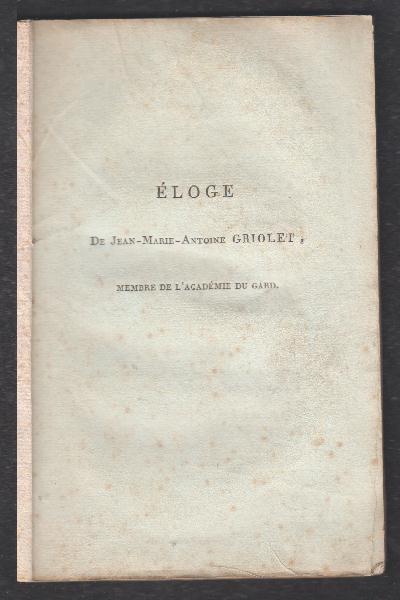 ÉLOGE
DE JEAN-MARIE-ANTOINE GRIOLET,
MEMBRE DE L'ACADÉMIE DU GARD.